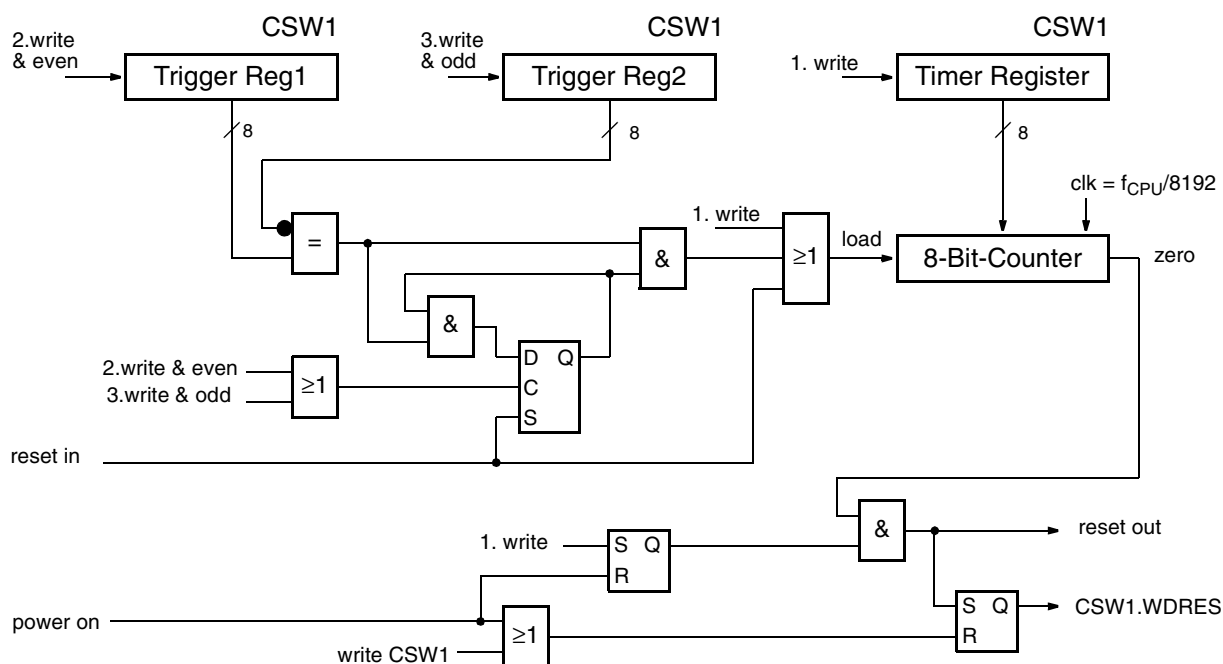 CSW1
CSW1
CSW1
2.write
& even
Trigger Reg1
3.write
& odd
Trigger Reg2
1. write
Timer Register
8
8
8
clk = fCPU/8192
1. write
=
&
≥1
load
8-Bit-Counter
zero
&
D Q
C
S
2.write & even
3.write & odd
≥1
reset in
&
reset out
1. write
S Q
R
S Q
R
CSW1.WDRES
power on
≥1
write CSW1